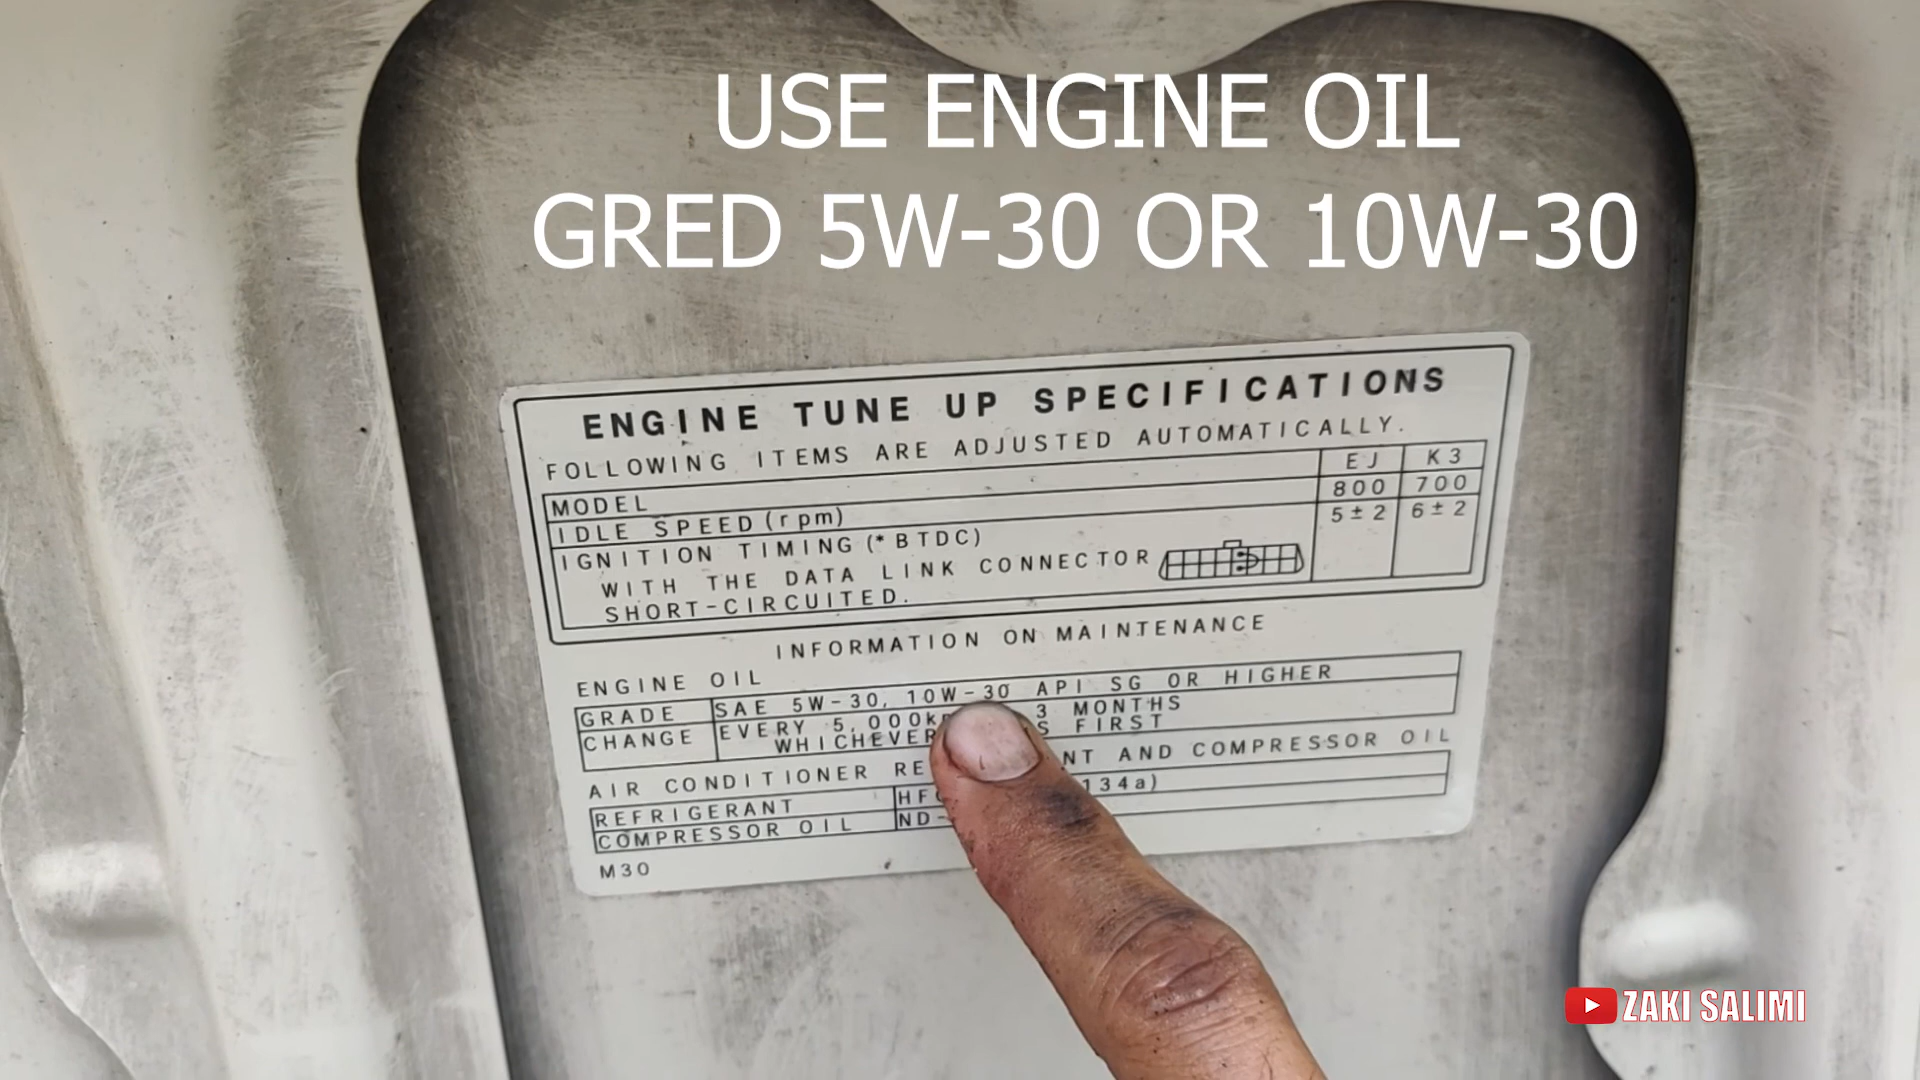 USE ENGINE OIL
GRED 5W-30 OR 10W-30
ENGINE TUNE UP SPECIFICATIONS
FOLLOWING ITEMS ARE ADJUSTED AUTOMATICALLY.
MODEL EJ K3
IDLE SPEED (rpm) 800 700
IGNITION TIMING (*BTDC) 5±2 6±2
WITH THE DATA LINK CONNECTOR
SHORT-CIRCUITED.
INFORMATION ON MAINTENANCE
ENGINE OIL
GRADE SAE 5W-30, 10W-30 API SG OR HIGHER
CHANGE EVERY 5,000k 3 MONTHS
WHICHEVER S FIRST
AIR CONDITIONER RE NT AND COMPRESSOR OIL
REFRIGERANT HF 134a)
COMPRESSOR OIL ND-
M30
ZAKI SALIMI